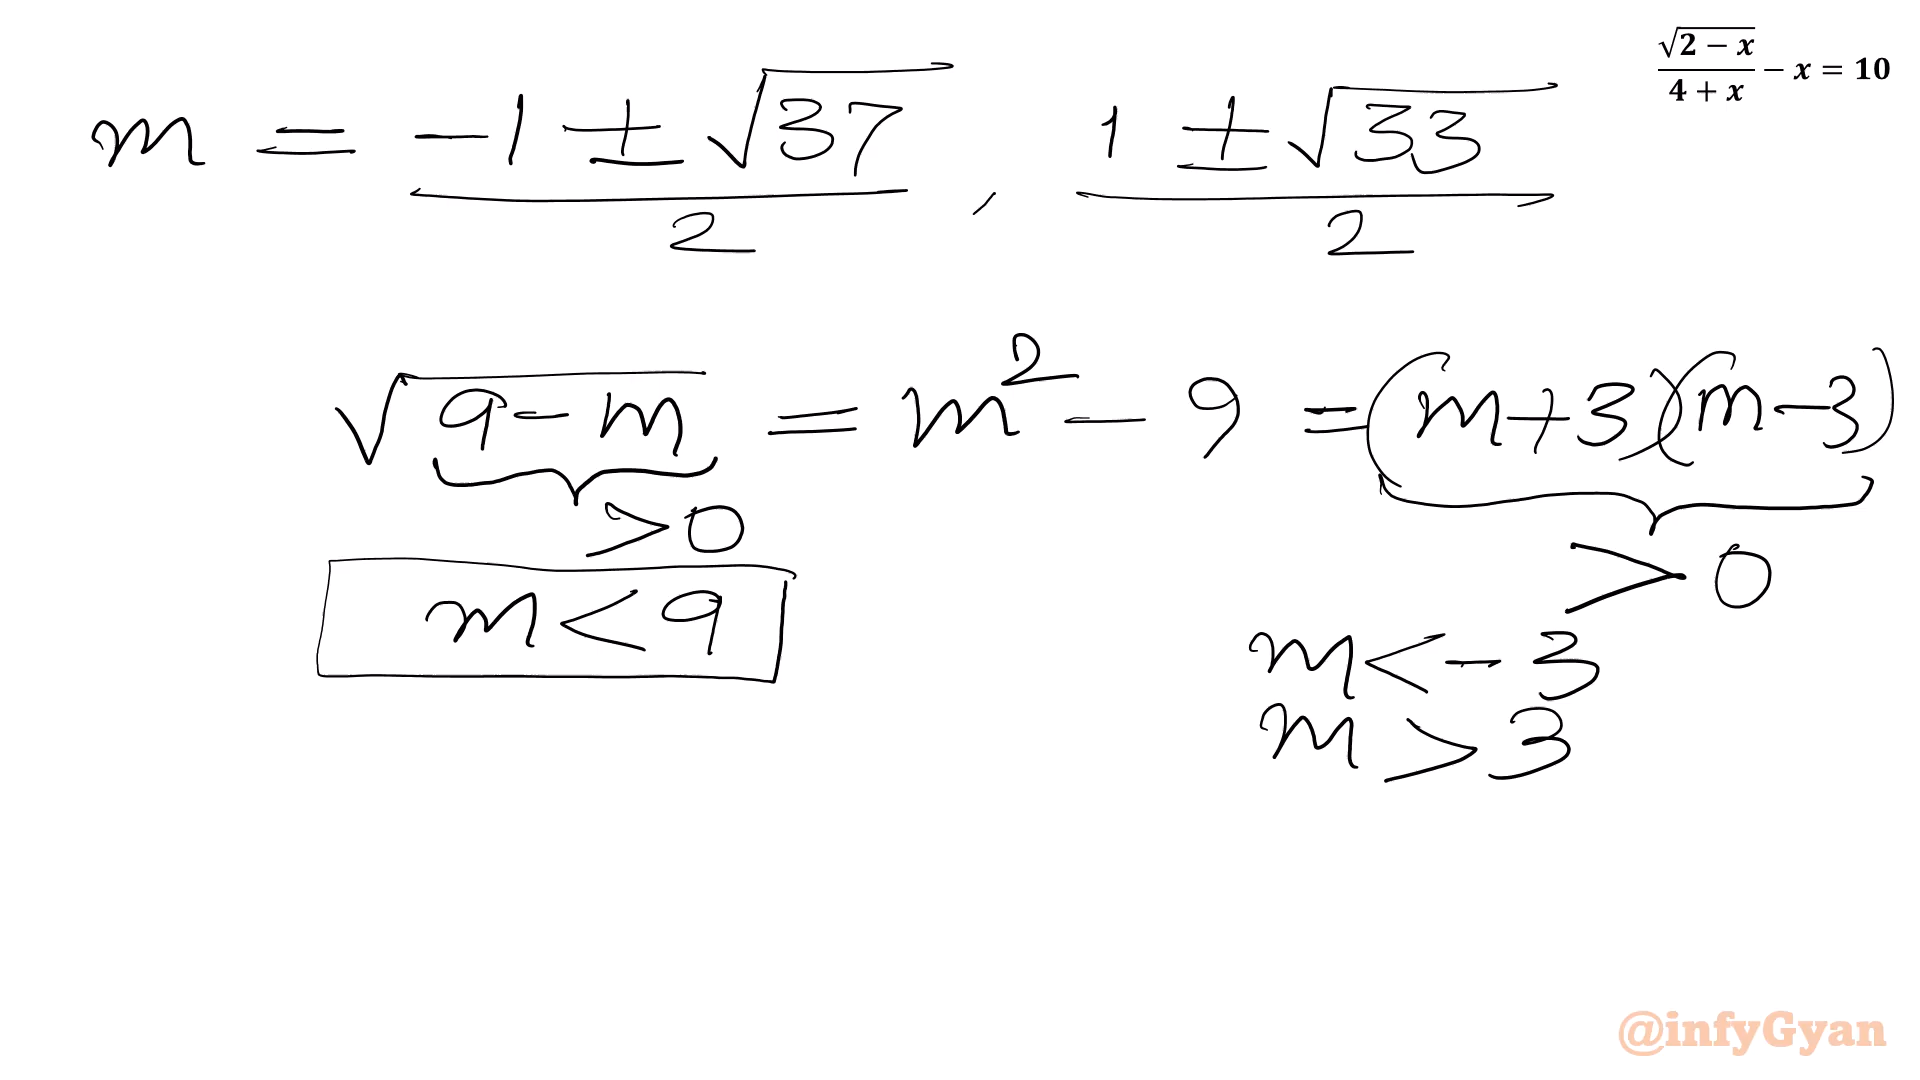 (√(2 − x))/(4 + x) − x = 10
m = (−1 ± √37)/2 , (1 ± √33)/2
√(9 − m) = m² − 9 = (m+3)(m−3)
>0
>0
m < 9
m < −3
m > 3
@infyGyan